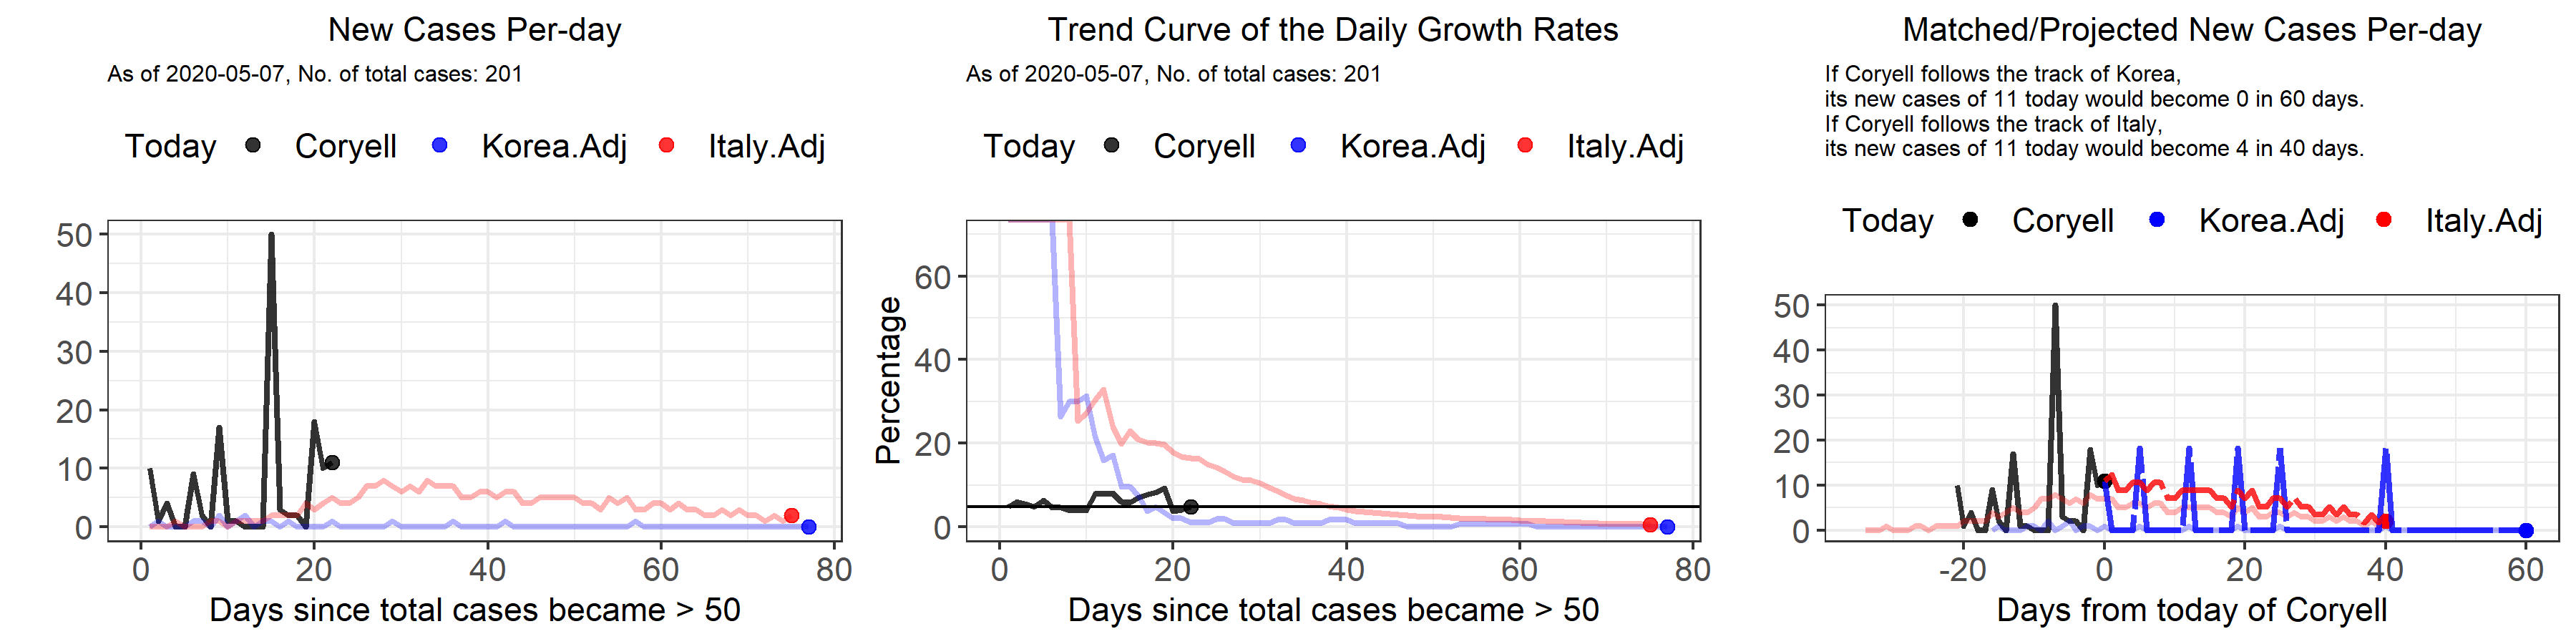 New Cases Per-day
As of 2020-05-07, No. of total cases: 201
Today Coryell Korea.Adj Italy.Adj
50
40
30
20
10
0
0 20 40 60 80
Days since total cases became > 50
Trend Curve of the Daily Growth Rates
As of 2020-05-07, No. of total cases: 201
Today Coryell Korea.Adj Italy.Adj
Percentage
60
40
20
0
0 20 40 60 80
Days since total cases became > 50
Matched/Projected New Cases Per-day
If Coryell follows the track of Korea,
its new cases of 11 today would become 0 in 60 days.
If Coryell follows the track of Italy,
its new cases of 11 today would become 4 in 40 days.
Today Coryell Korea.Adj Italy.Adj
50
40
30
20
10
0
-20 0 20 40 60
Days from today of Coryell